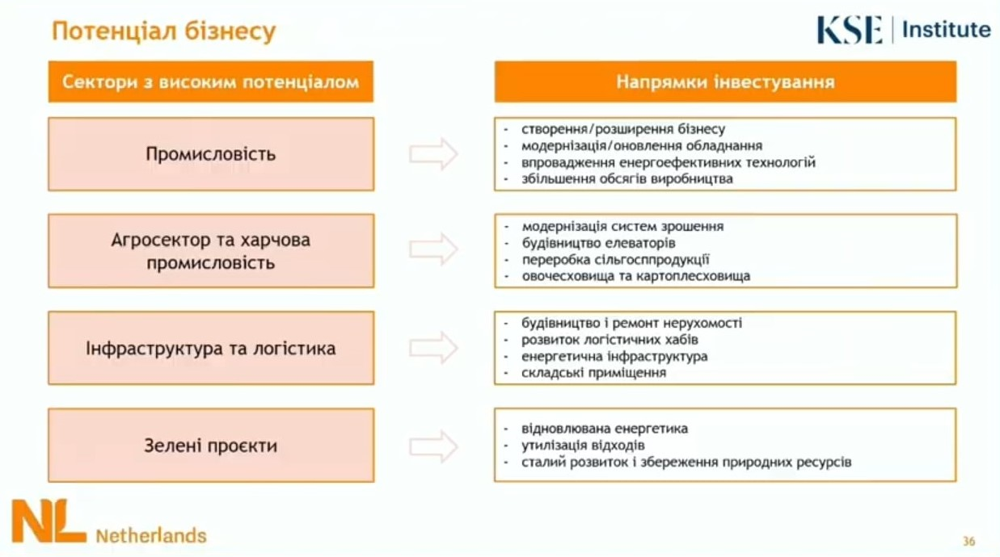 Потенціал бізнесу
KSE | Institute
Сектори з високим потенціалом
Напрямки інвестування
Промисловість
- створення/розширення бізнесу
- модернізація/оновлення обладнання
- впровадження енергоефективних технологій
- збільшення обсягів виробництва
Агросектор та харчова
промисловість
- модернізація систем зрошення
- будівництво елеваторів
- переробка сільгосппродукції
- овочесховища та картоплесховища
Інфраструктура та логістика
- будівництво і ремонт нерухомості
- розвиток логістичних хабів
- енергетична інфраструктура
- складські приміщення
Зелені проєкти
- відновлювана енергетика
- утилізація відходів
- сталий розвиток і збереження природних ресурсів
NL Netherlands
36